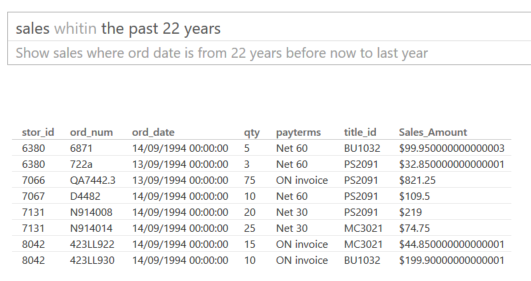 sales whitin the past 22 years
Show sales where ord date is from 22 years before now to last year
stor_id ord_num ord_date qty payterms title_id Sales_Amount
6380 6871 14/09/1994 00:00:00 5 Net 60 BU1032 $99.950000000000003
6380 722a 13/09/1994 00:00:00 3 Net 60 PS2091 $32.850000000000001
7066 QA7442.3 13/09/1994 00:00:00 75 ON invoice PS2091 $821.25
7067 D4482 14/09/1994 00:00:00 10 Net 60 PS2091 $109.5
7131 N914008 14/09/1994 00:00:00 20 Net 30 PS2091 $219
7131 N914014 14/09/1994 00:00:00 25 Net 30 MC3021 $74.75
8042 423LL922 14/09/1994 00:00:00 15 ON invoice MC3021 $44.850000000000001
8042 423LL930 14/09/1994 00:00:00 10 ON invoice BU1032 $199.90000000000001